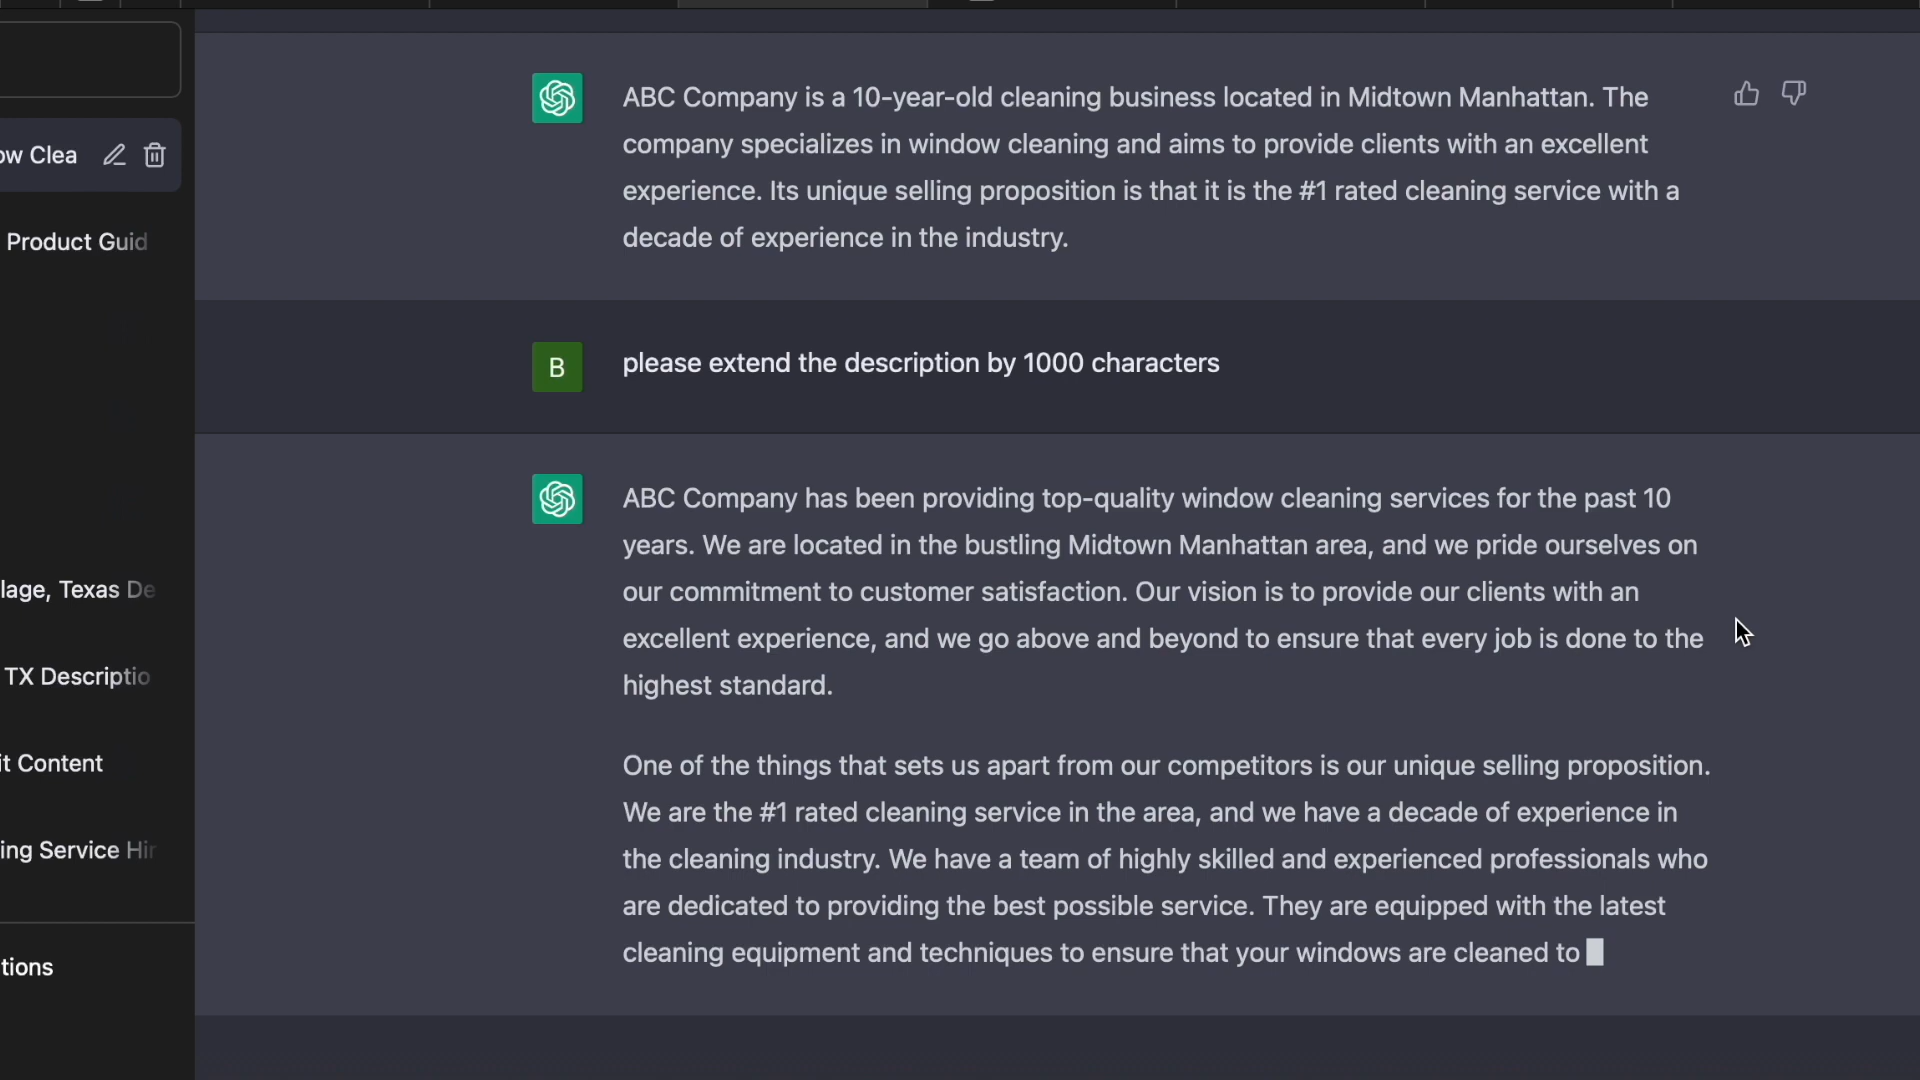 ABC Company is a 10-year-old cleaning business located in Midtown Manhattan. The
company specializes in window cleaning and aims to provide clients with an excellent
experience. Its unique selling proposition is that it is the #1 rated cleaning service with a
decade of experience in the industry.
ow Clea
Product Guid
B
please extend the description by 1000 characters
ABC Company has been providing top-quality window cleaning services for the past 10
years. We are located in the bustling Midtown Manhattan area, and we pride ourselves on
our commitment to customer satisfaction. Our vision is to provide our clients with an
excellent experience, and we go above and beyond to ensure that every job is done to the
highest standard.
lage, Texas De
TX Descriptio
it Content
One of the things that sets us apart from our competitors is our unique selling proposition.
We are the #1 rated cleaning service in the area, and we have a decade of experience in
the cleaning industry. We have a team of highly skilled and experienced professionals who
are dedicated to providing the best possible service. They are equipped with the latest
cleaning equipment and techniques to ensure that your windows are cleaned to
ing Service Hir
tions